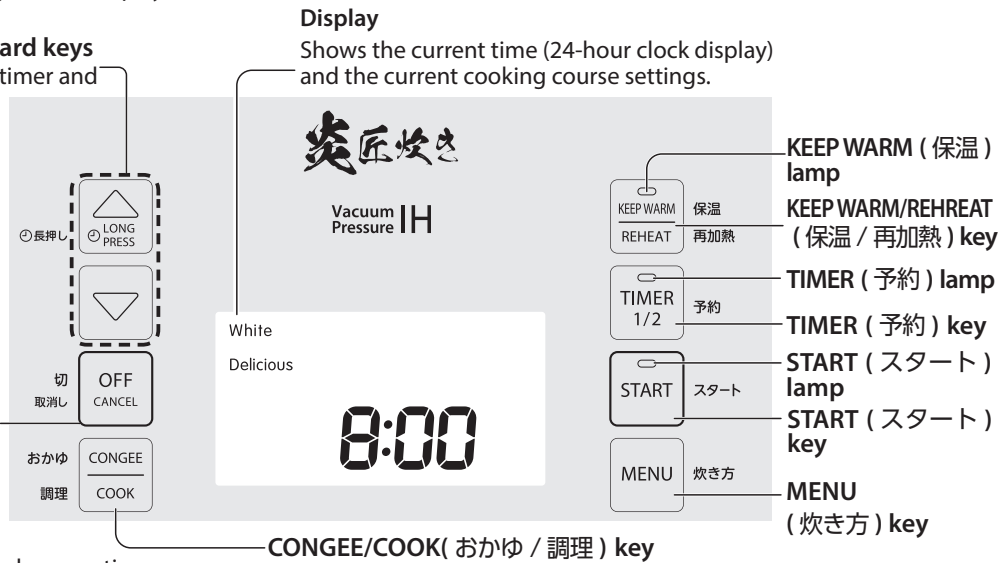 Display
Shows the current time (24-hour clock display)
and the current cooking course settings.
ard keys
timer and
炎匠炊き
Vacuum
Pressure IH
長押し
LONG
PRESS
KEEP WARM
保温
REHEAT
再加熱
TIMER
1/2
予約
White
Delicious
8:00
切
取消し
OFF
CANCEL
START
スタート
おかゆ
調理
CONGEE
COOK
MENU
炊き方
KEEP WARM ( 保温 )
lamp
KEEP WARM/REHREAT
( 保温 / 再加熱 ) key
TIMER ( 予約 ) lamp
TIMER ( 予約 ) key
START ( スタート )
lamp
START ( スタート )
key
MENU
( 炊き方 ) key
CONGEE/COOK( おかゆ / 調理 ) key